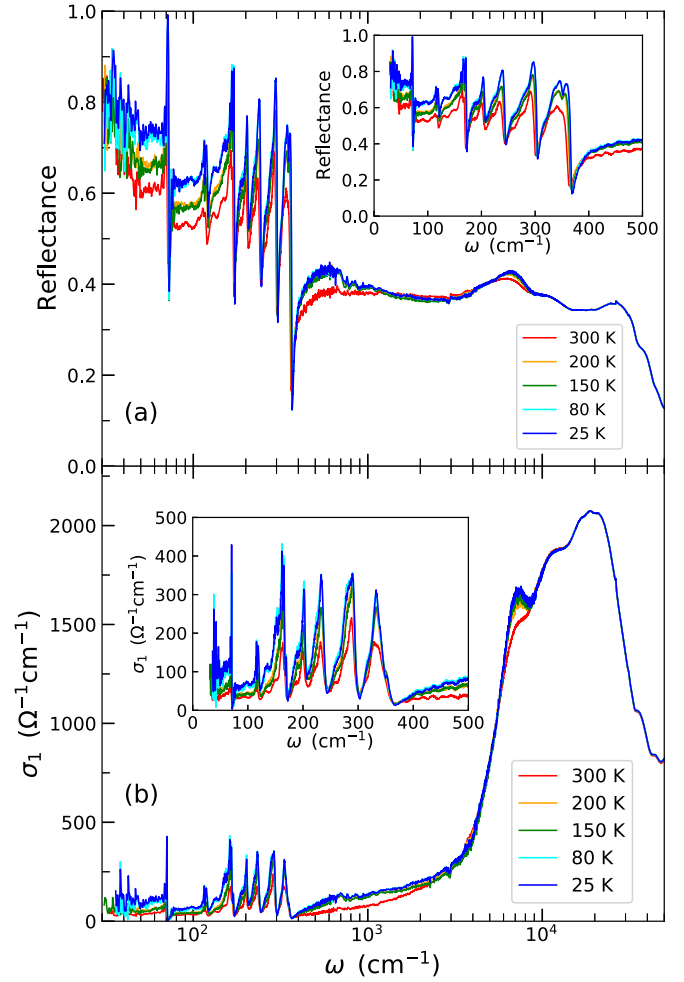 1.0
0.8
0.6
0.4
0.2
0.0
Reflectance
(a)
1.0
0.8
0.6
0.4
0.2
0.0
Reflectance
0 100 200 300 400 500
ω (cm⁻¹)
300 K
200 K
150 K
80 K
25 K
2000
1500
1000
500
0
σ₁ (Ω⁻¹cm⁻¹)
(b)
500
400
300
200
100
0
σ₁ (Ω⁻¹cm⁻¹)
0 100 200 300 400 500
ω (cm⁻¹)
300 K
200 K
150 K
80 K
25 K
10² 10³ 10⁴
ω (cm⁻¹)